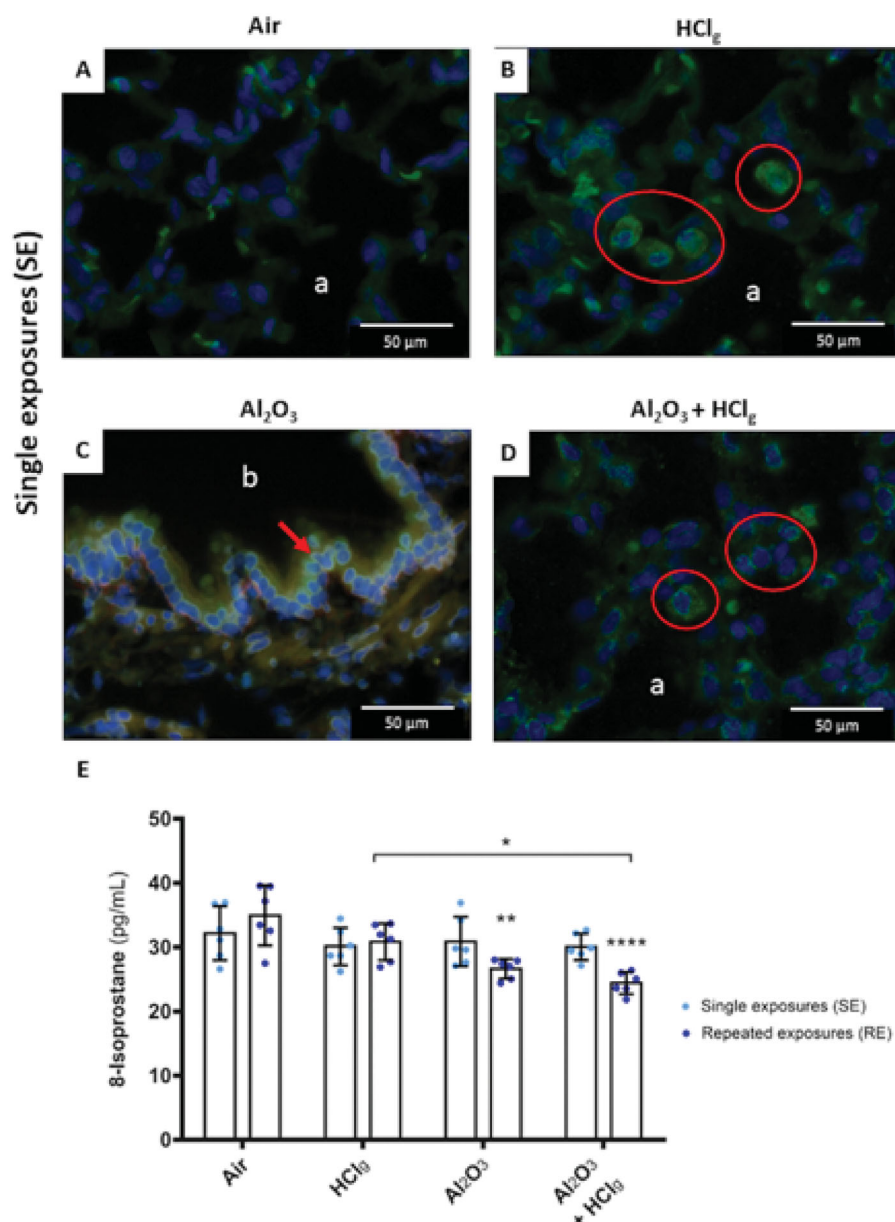 Air
HClg
A
B
a
a
50 µm
50 µm
Single exposures (SE)
Al2O3
Al2O3 + HClg
C
D
b
a
50 µm
50 µm
E
50
40
30
20
10
0
8-Isoprostane (pg/mL)
*
**
****
Single exposures (SE)
Repeated exposures (RE)
Air
HClg
Al2O3
Al2O3
+ HClg